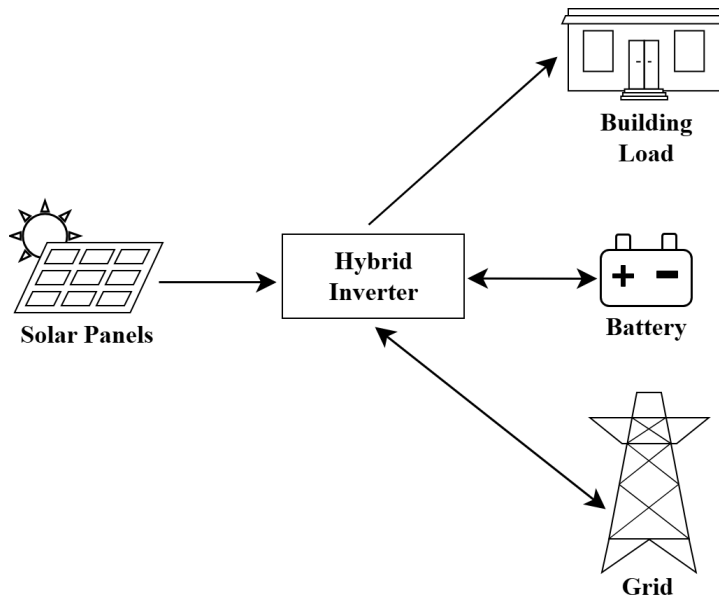 Building
Load
Hybrid
Inverter
Solar Panels
Battery
Grid